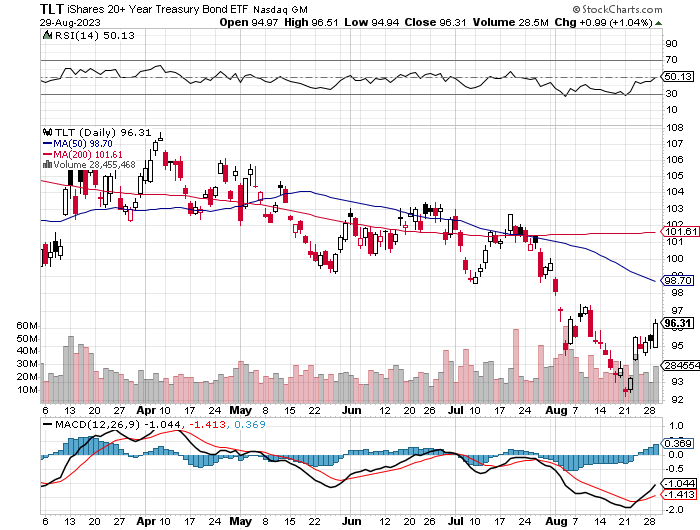 TLT iShares 20+ Year Treasury Bond ETF Nasdaq GM © StockCharts.com
29-Aug-2023 Open 94.97 High 96.51 Low 94.94 Close 96.31 Volume 28.5M Chg +0.99 (+1.04%)
RSI(14) 50.13
90
70
50.13
30
10
TLT (Daily) 96.31
MA(50) 98.70
MA(200) 101.61
Volume 28,455,468
108
107
106
105
104
103
102
101.61
101
100
99
98.70
97
96.31
95
284554
93
92
60M
50M
40M
30M
20M
10M
6 13 20 27 Apr 10 17 24 May 8 15 22 Jun 12 20 26 Jul 10 17 24 Aug 7 14 21 28
MACD(12,26,9) -1.044, -1.413, 0.369
1.0
0.5
0.369
0.0
-0.5
-1.044
-1.413
-2.0
6 13 20 27 Apr 10 17 24 May 8 15 22 Jun 12 20 26 Jul 10 17 24 Aug 7 14 21 28